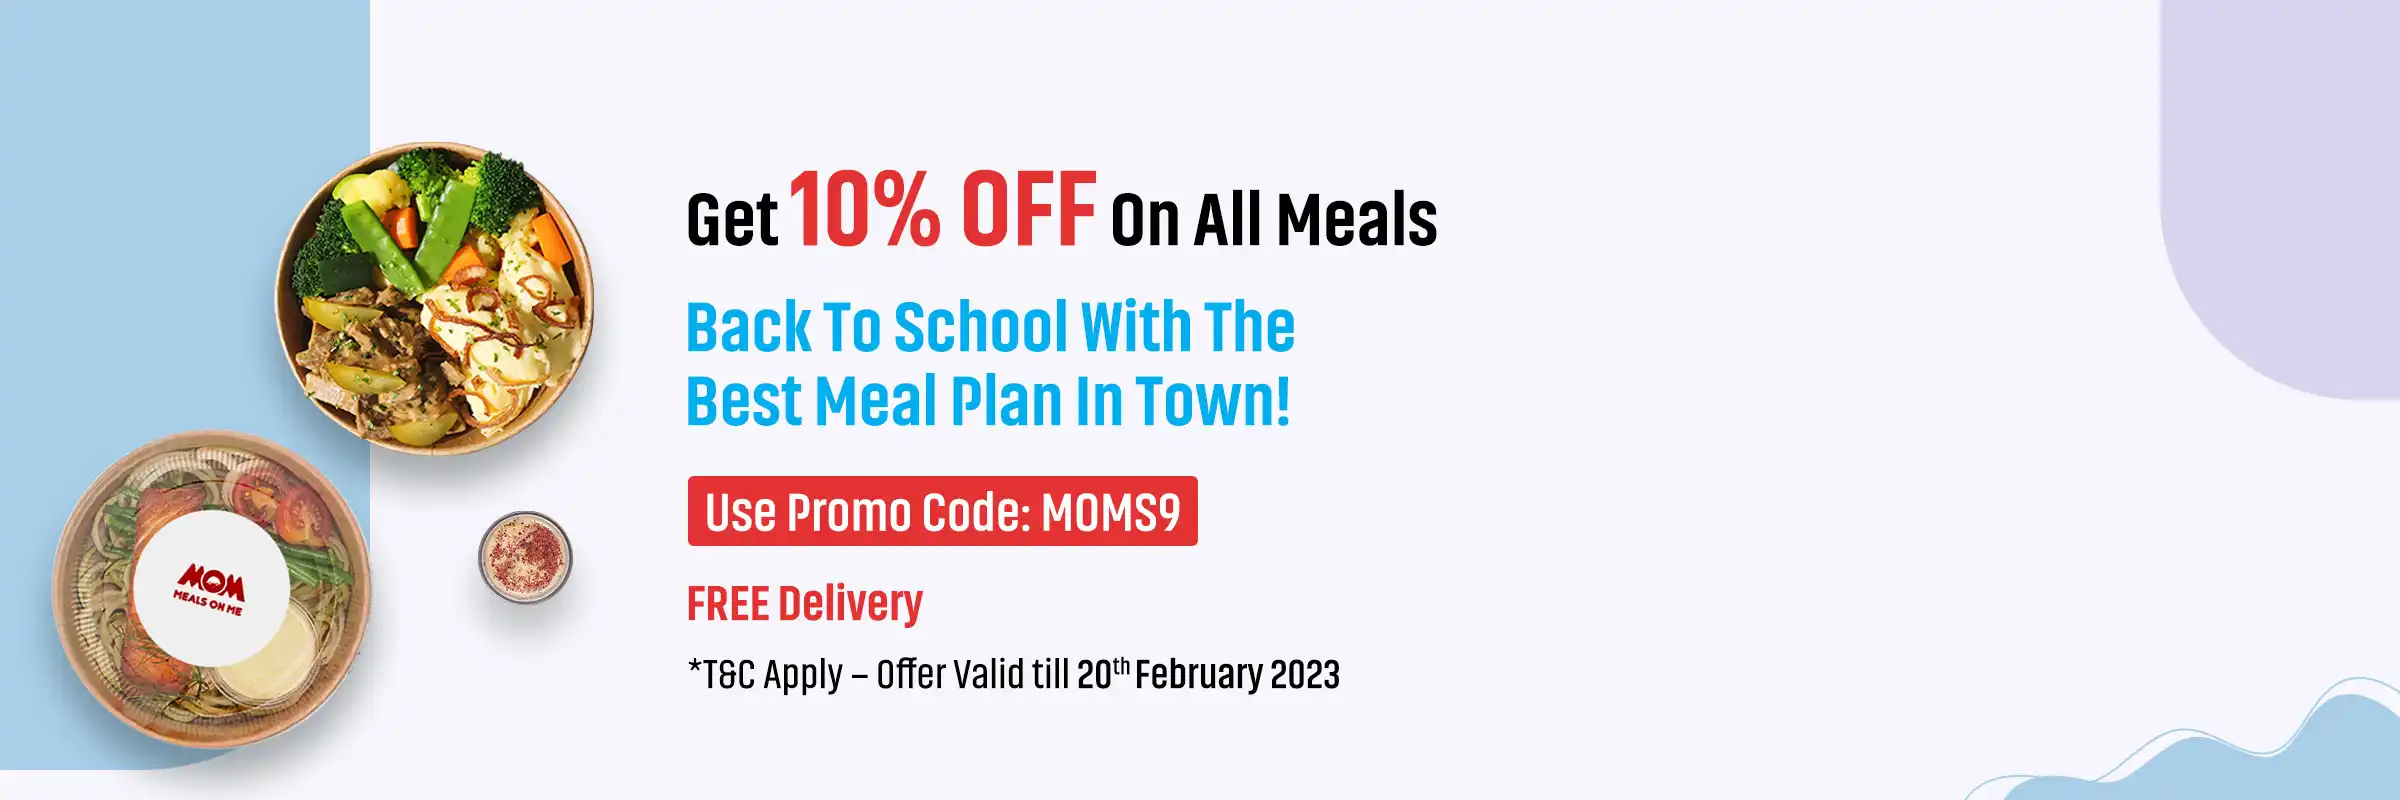 Get 10% OFF On All Meals
Back To School With The
Best Meal Plan In Town!
Use Promo Code: MOMS9
FREE Delivery
*T&C Apply – Offer Valid till 20th February 2023
MOM
MEALS ON ME